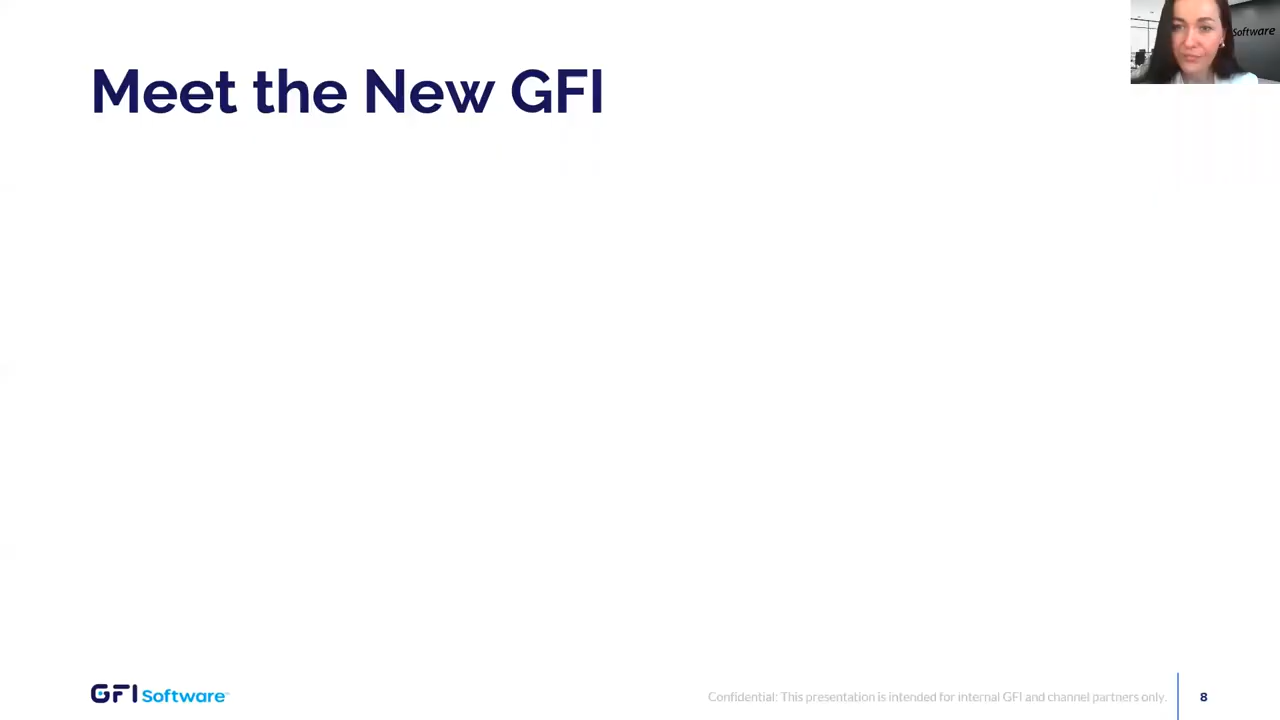 Software
Meet the New GFI
GFI Software™
Confidential: This presentation is intended for internal GFI and channel partners only.
8